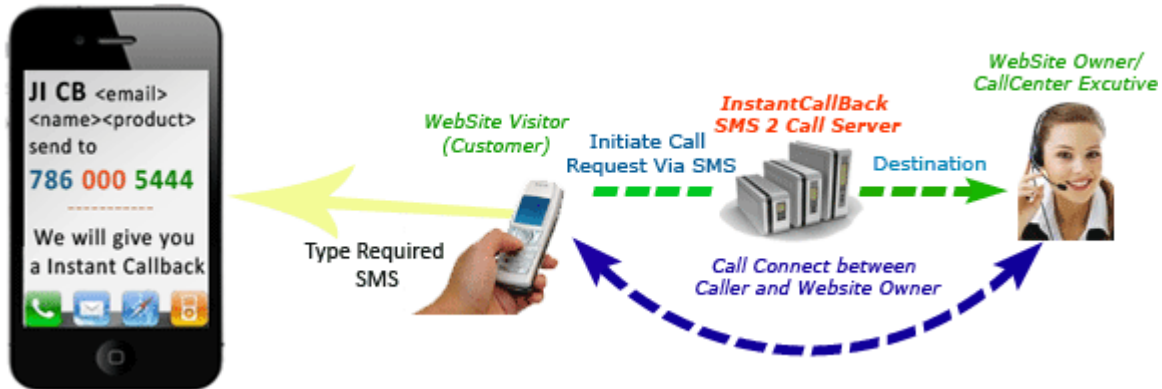 JI CB <email>
<name><product>
send to
786 000 5444
-----------
We will give you
a Instant Callback
WebSite Visitor
(Customer)
Type Required
SMS
Initiate Call
Request Via SMS
InstantCallBack
SMS 2 Call Server
Destination
WebSite Owner/
CallCenter Excutive
Call Connect between
Caller and Website Owner